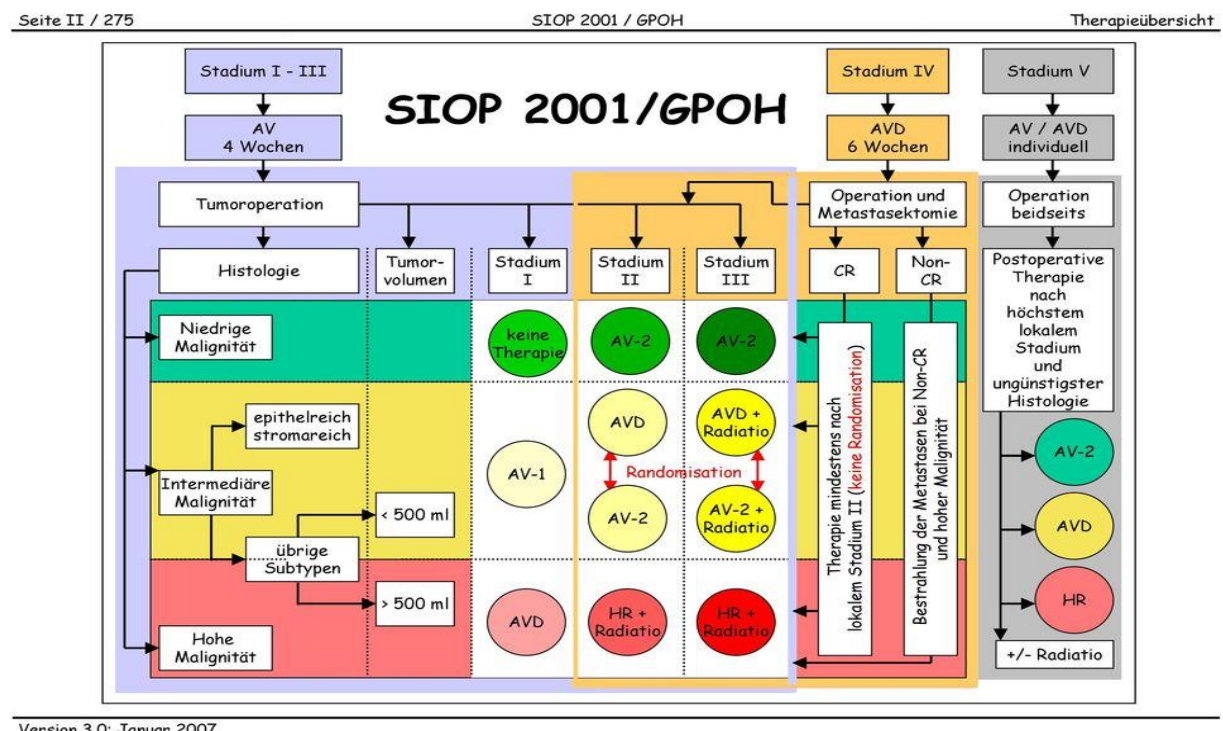 Seite II / 275
SIOP 2001 / GPOH
Therapieübersicht
Stadium I - III
Stadium IV
Stadium V
SIOP 2001/GPOH
AV
4 Wochen
AVD
6 Wochen
AV / AVD
individuell
Tumoroperation
Operation und
Metastasektomie
Operation
beidseits
Histologie
Tumor-
volumen
Stadium
I
Stadium
II
Stadium
III
CR
Non-
CR
Postoperative
Therapie
nach
höchstem
lokalem
Stadium
und
ungünstigster
Histologie
Niedrige
Malignität
keine
Therapie
AV-2
AV-2
Therapie mindestens nach
lokalem Stadium II (keine Randomisation)
Bestrahlung der Metastasen bei Non-CR
und hoher Malignität
epithelreich
stromareich
AVD
AVD +
Radiatio
Intermediäre
Malignität
AV-1
Randomisation
< 500 ml
AV-2
AV-2 +
Radiatio
übrige
Subtypen
> 500 ml
Hohe
Malignität
AVD
HR +
Radiatio
HR +
Radiatio
AV-2
AVD
HR
+/- Radiatio
Version 3.0: Januar 2007